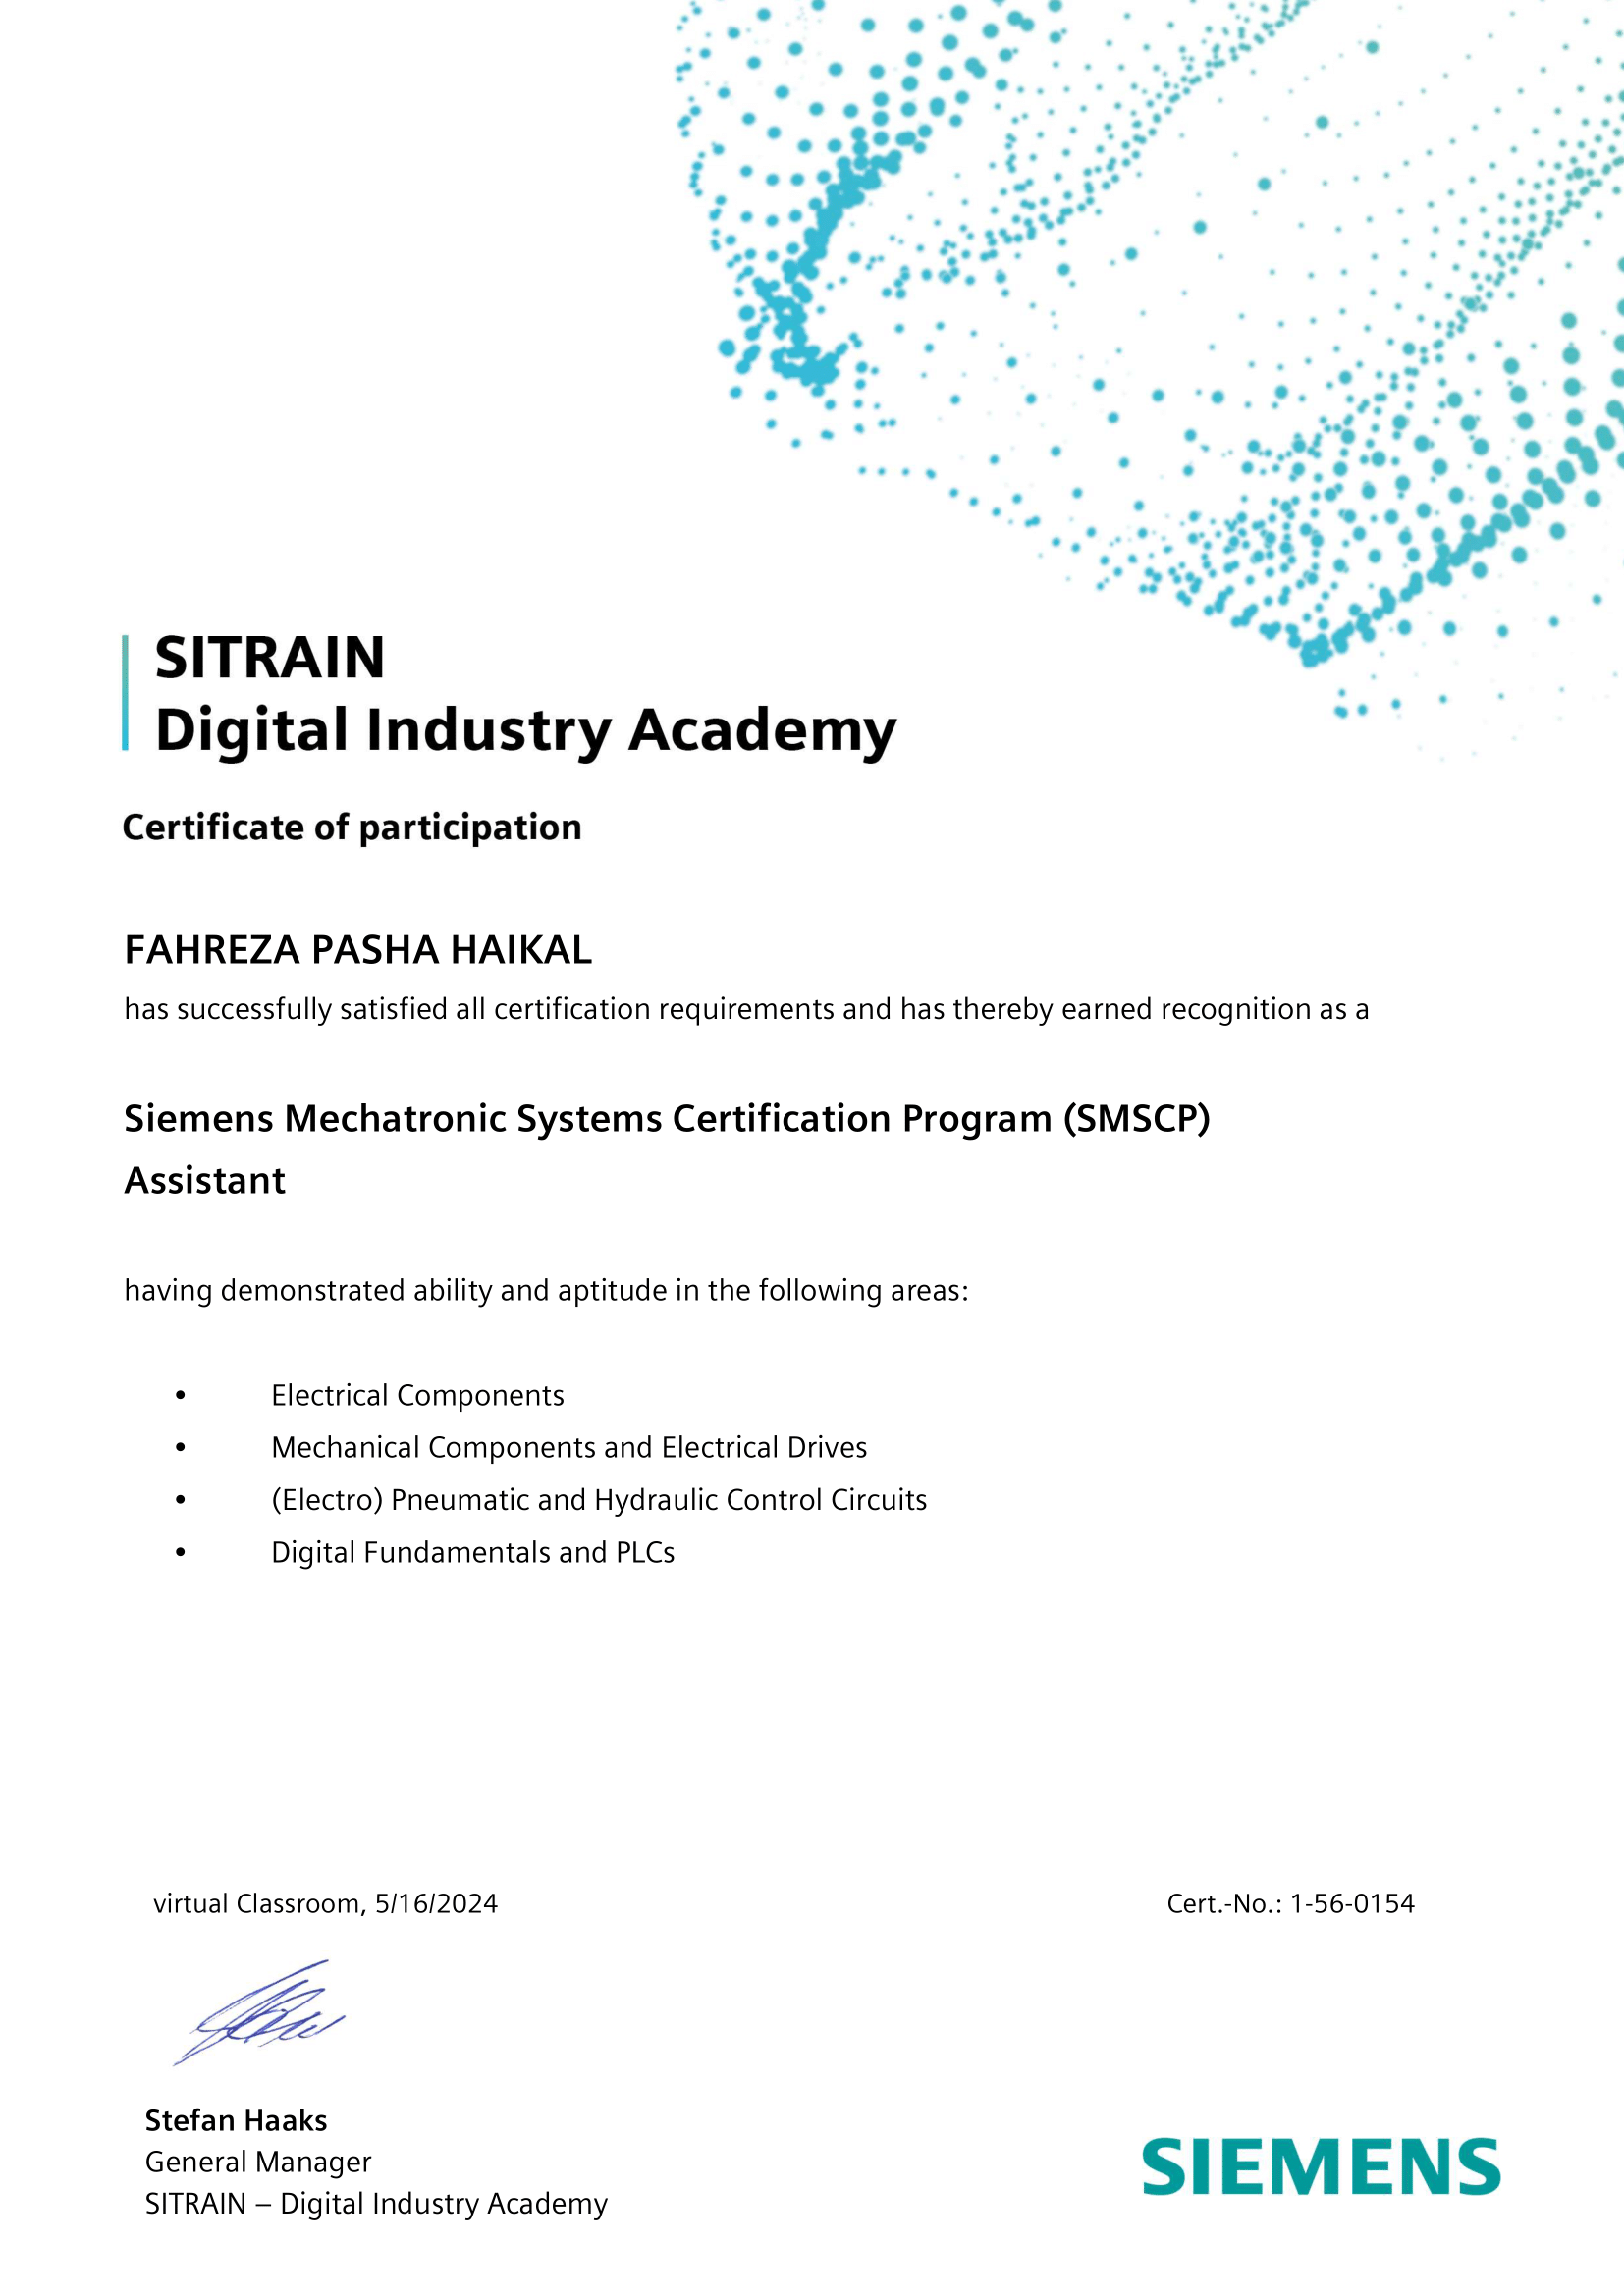 SITRAIN
Digital Industry Academy
Certificate of participation
FAHREZA PASHA HAIKAL
has successfully satisfied all certification requirements and has thereby earned recognition as a
Siemens Mechatronic Systems Certification Program (SMSCP)
Assistant
having demonstrated ability and aptitude in the following areas:
• Electrical Components
• Mechanical Components and Electrical Drives
• (Electro) Pneumatic and Hydraulic Control Circuits
• Digital Fundamentals and PLCs
virtual Classroom, 5/16/2024
Cert.-No.: 1-56-0154
Stefan Haaks
General Manager
SITRAIN – Digital Industry Academy
SIEMENS